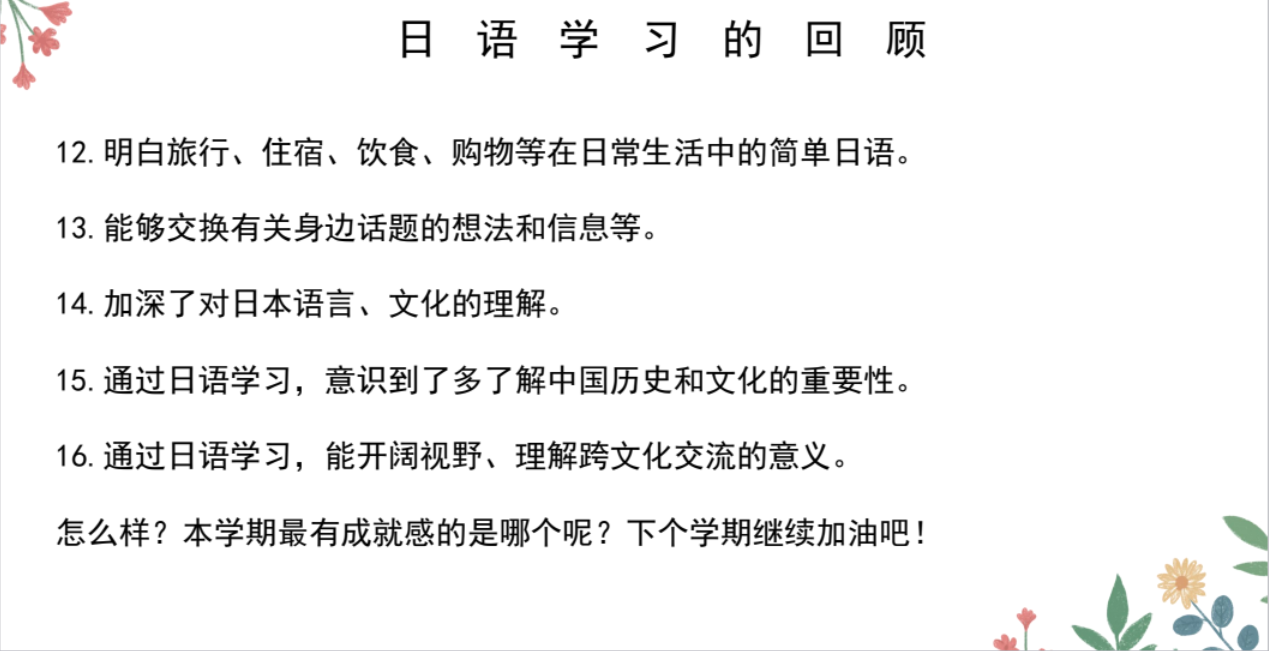 日 语 学 习 的 回 顾
12.明白旅行、住宿、饮食、购物等在日常生活中的简单日语。
13.能够交换有关身边话题的想法和信息等。
14.加深了对日本语言、文化的理解。
15.通过日语学习，意识到了多了解中国历史和文化的重要性。
16.通过日语学习，能开阔视野、理解跨文化交流的意义。
怎么样？本学期最有成就感的是哪个呢？下个学期继续加油吧！